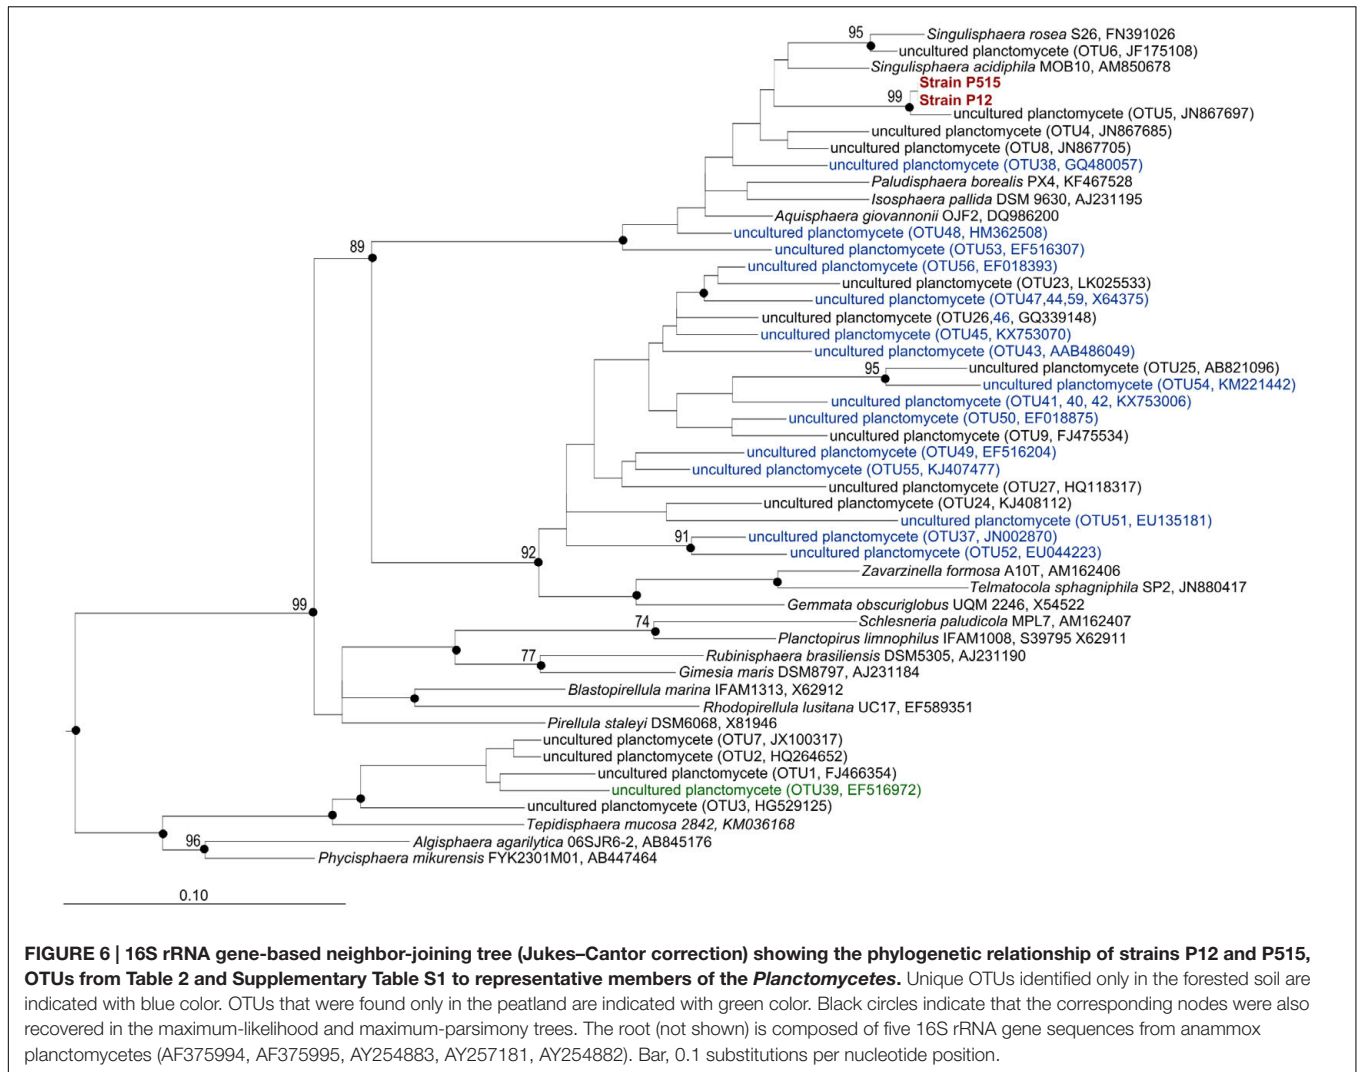 95
Singulisphaera rosea S26, FN391026
uncultured planctomycete (OTU6, JF175108)
Singulisphaera acidiphila MOB10, AM850678
Strain P515
99
Strain P12
uncultured planctomycete (OTU5, JN867697)
uncultured planctomycete (OTU4, JN867685)
uncultured planctomycete (OTU8, JN867705)
uncultured planctomycete (OTU38, GQ480057)
Paludisphaera borealis PX4, KF467528
Isosphaera pallida DSM 9630, AJ231195
Aquisphaera giovannonii OJF2, DQ986200
uncultured planctomycete (OTU48, HM362508)
89
uncultured planctomycete (OTU53, EF516307)
uncultured planctomycete (OTU56, EF018393)
uncultured planctomycete (OTU23, LK025533)
uncultured planctomycete (OTU47,44,59, X64375)
uncultured planctomycete (OTU26,46, GQ339148)
uncultured planctomycete (OTU45, KX753070)
uncultured planctomycete (OTU43, AAB486049)
95
uncultured planctomycete (OTU25, AB821096)
uncultured planctomycete (OTU54, KM221442)
uncultured planctomycete (OTU41, 40, 42, KX753006)
uncultured planctomycete (OTU50, EF018875)
uncultured planctomycete (OTU9, FJ475534)
uncultured planctomycete (OTU49, EF516204)
uncultured planctomycete (OTU55, KJ407477)
uncultured planctomycete (OTU27, HQ118317)
uncultured planctomycete (OTU24, KJ408112)
uncultured planctomycete (OTU51, EU135181)
91
uncultured planctomycete (OTU37, JN002870)
92
uncultured planctomycete (OTU52, EU044223)
Zavarzinella formosa A10T, AM162406
Telmatocola sphagniphila SP2, JN880417
99
Gemmata obscuriglobus UQM 2246, X54522
74
Schlesneria paludicola MPL7, AM162407
Planctopirus limnophilus IFAM1008, S39795 X62911
77
Rubinisphaera brasiliensis DSM5305, AJ231190
Gimesia maris DSM8797, AJ231184
Blastopirellula marina IFAM1313, X62912
Rhodopirellula lusitana UC17, EF589351
Pirellula staleyi DSM6068, X81946
uncultured planctomycete (OTU7, JX100317)
uncultured planctomycete (OTU2, HQ264652)
uncultured planctomycete (OTU1, FJ466354)
uncultured planctomycete (OTU39, EF516972)
uncultured planctomycete (OTU3, HG529125)
Tepidisphaera mucosa 2842, KM036168
96
Algisphaera agarilytica 06SJR6-2, AB845176
Phycisphaera mikurensis FYK2301M01, AB447464
0.10
FIGURE 6 | 16S rRNA gene-based neighbor-joining tree (Jukes–Cantor correction) showing the phylogenetic relationship of strains P12 and P515,
OTUs from Table 2 and Supplementary Table S1 to representative members of the Planctomycetes. Unique OTUs identified only in the forested soil are
indicated with blue color. OTUs that were found only in the peatland are indicated with green color. Black circles indicate that the corresponding nodes were also
recovered in the maximum-likelihood and maximum-parsimony trees. The root (not shown) is composed of five 16S rRNA gene sequences from anammox
planctomycetes (AF375994, AF375995, AY254883, AY257181, AY254882). Bar, 0.1 substitutions per nucleotide position.